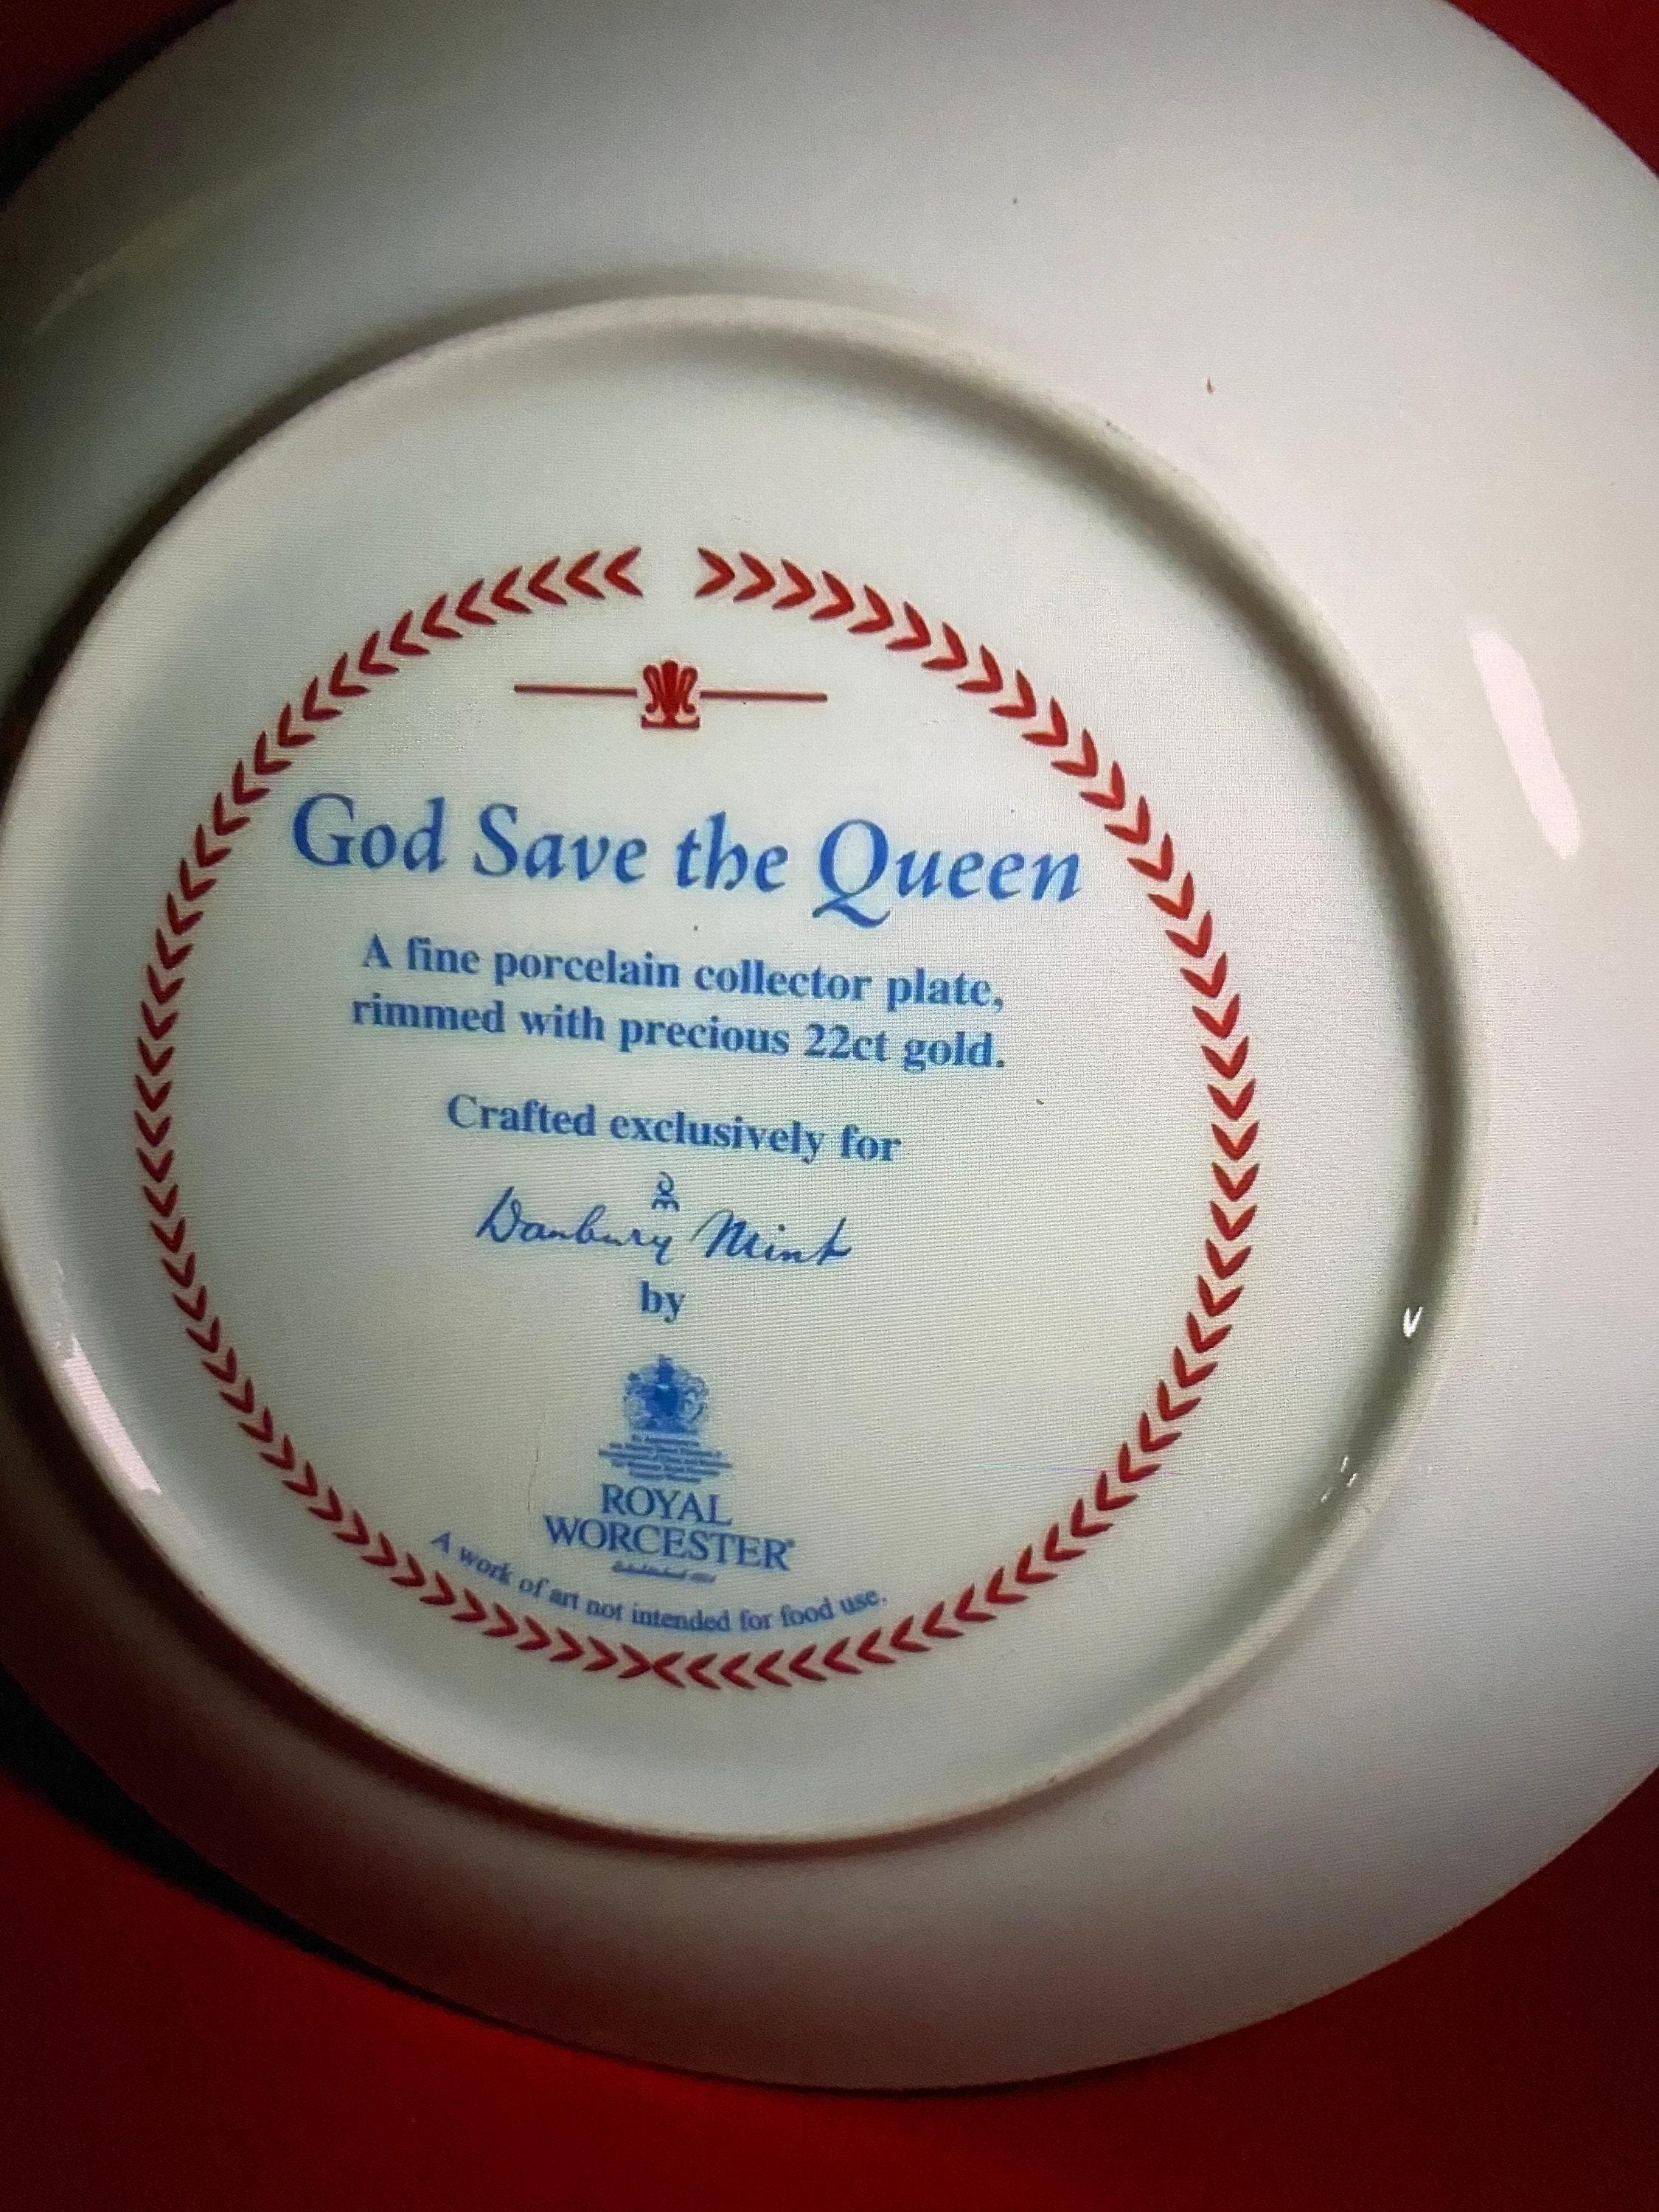 God Save the Queen
A fine porcelain collector plate,
rimmed with precious 22ct gold.
Crafted exclusively for
Danbury Mint
by
ROYAL
WORCESTER®
A work of art not intended for food use.